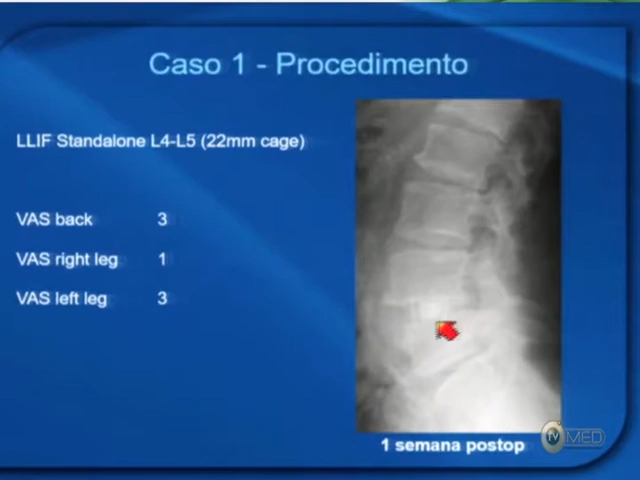 Caso 1 - Procedimento
LLIF Standalone L4-L5 (22mm cage)
VAS back 3
VAS right leg 1
VAS left leg 3
1 semana postop
tv MED